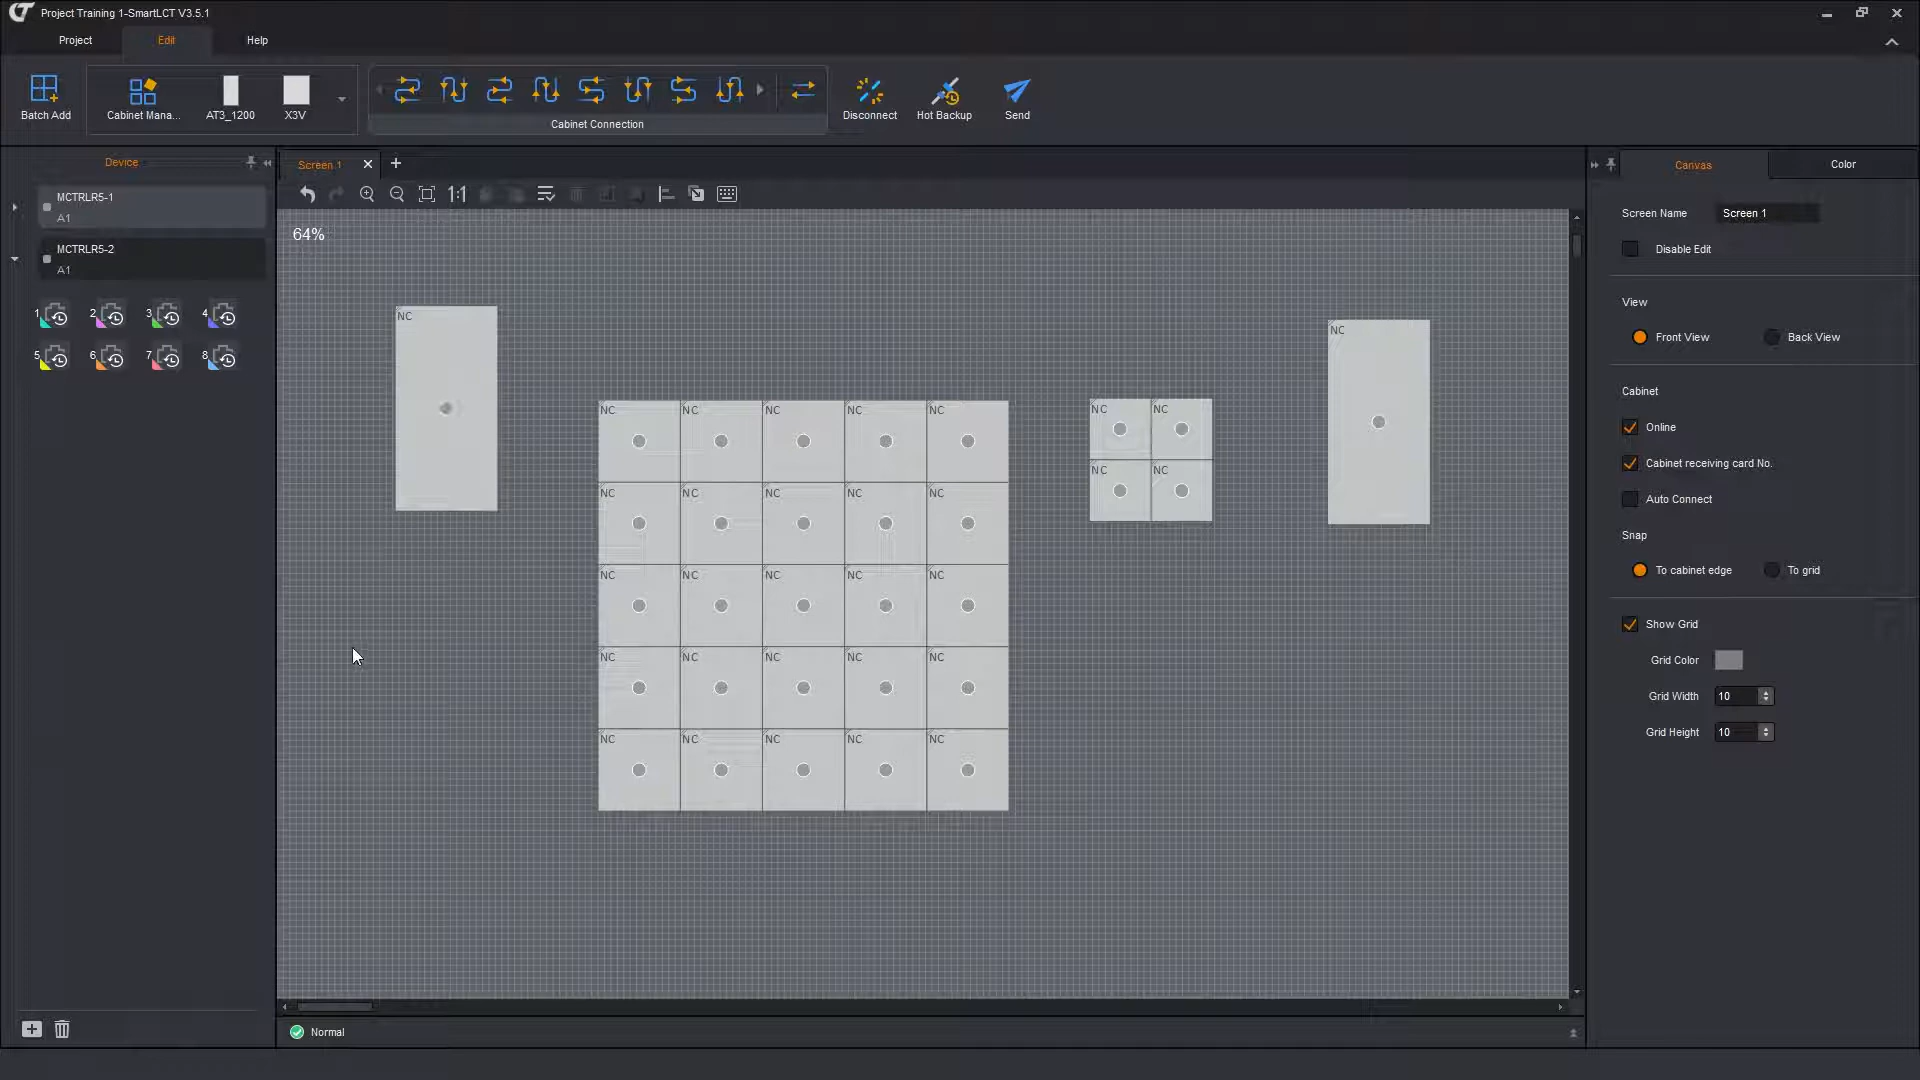 Project Training 1-SmartLCT V3.5.1
Project Edit Help
Batch Add Cabinet Mana... AT3_1200 X3V Cabinet Connection Disconnect Hot Backup Send
Device
MCTRLR5-1
A1
MCTRLR5-2
A1
1 2 3 4
5 6 7 8
Screen 1
1:1
64%
NC
NC NC NC NC NC
NC NC NC NC NC
NC NC NC NC NC
NC NC NC NC NC
NC NC NC NC NC
NC NC
NC NC
NC
Normal
Canvas Color
Screen Name Screen 1
Disable Edit
View
Front View Back View
Cabinet
Online
Cabinet receiving card No.
Auto Connect
Snap
To cabinet edge To grid
Show Grid
Grid Color
Grid Width 10
Grid Height 10